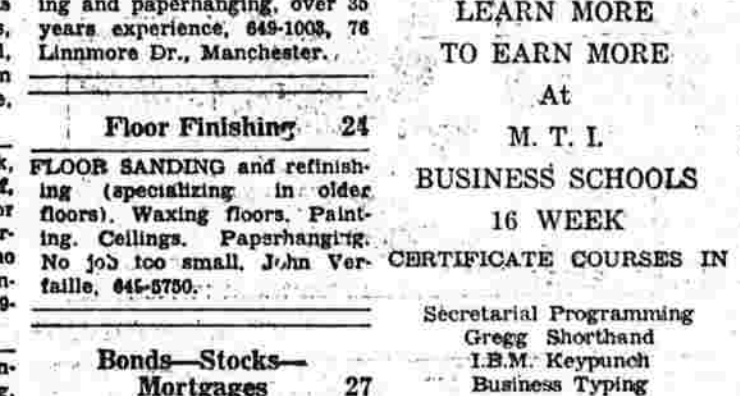 ing and paperhanging, over 35
years experience, 649-1003, 76
Linnmore Dr., Manchester.
Floor Finishing 24
FLOOR SANDING and refinish-
ing (specializing in older
floors). Waxing floors. Paint-
ing. Ceilings. Paperhanging.
No job too small. John Ver-
faille,
Bonds—Stocks—
Mortgages 27
LEARN MORE
TO EARN MORE
At
M. T. I.
BUSINESS SCHOOLS
16 WEEK
CERTIFICATE COURSES IN
Secretarial Programming
Gregg Shorthand
I.B.M. Keypunch
Business Typing